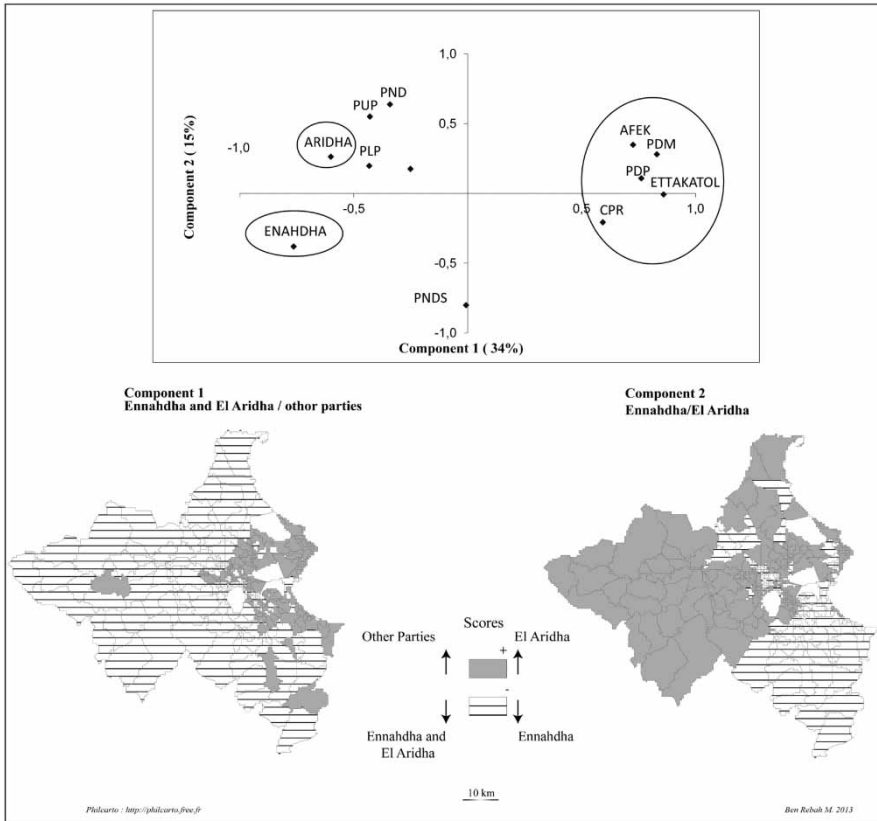 1,0
PND
PUP
0,5
AFEK
ARIDHA
PDM
-1,0
PLP
PDP
ETTAKATOL
Component 2 ( 15%)
-0,5
0,5
1,0
CPR
ENAHDHA
-0,5
PNDS
-1,0
Component 1 ( 34%)
Component 1
Ennahdha and El Aridha / other parties
Component 2
Ennahdha/El Aridha
Scores
Other Parties
El Aridha
+
-
Ennahdha and
El Aridha
Ennahdha
10 km
Philcarto : http://philcarto.free.fr
Ben Rebah M. 2013